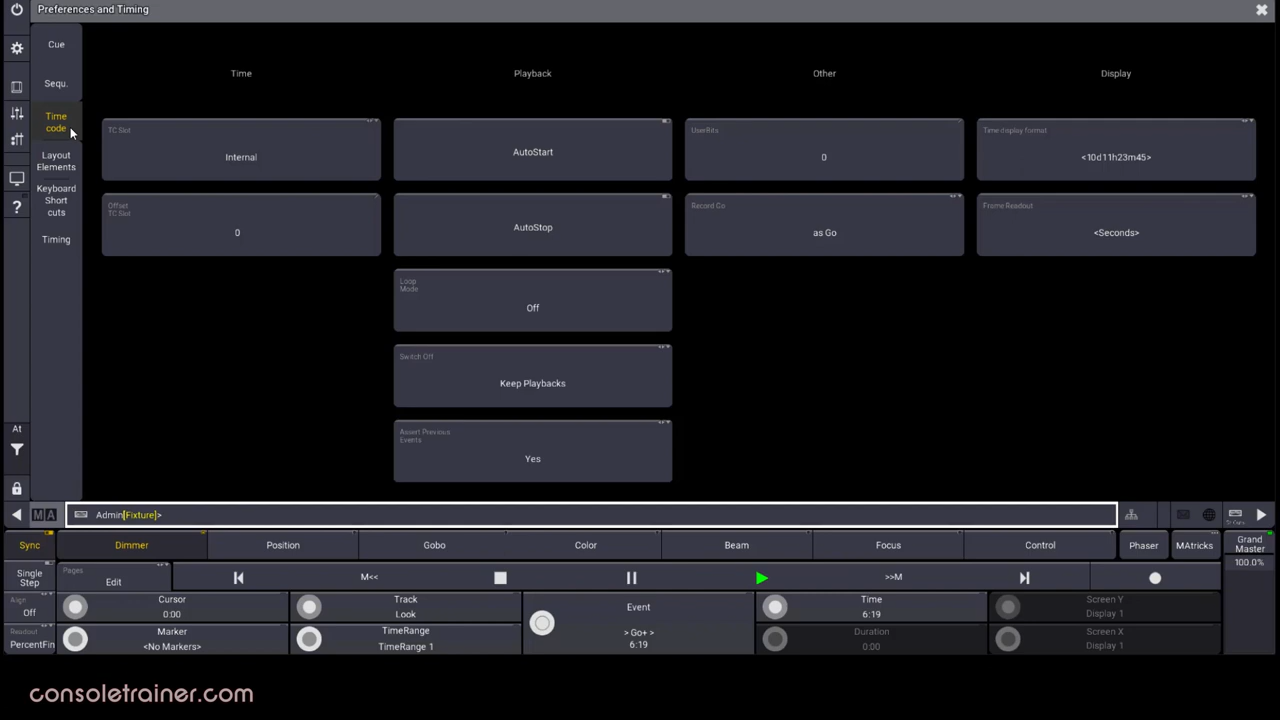 Preferences and Timing
Cue
Sequ.
Time
code
Layout
Elements
Keyboard
Short
cuts
Timing
Time
Playback
Other
Display
TC Slot
Internal
AutoStart
UserBits
0
Time display format
<10d11h23m45>
Offset
TC Slot
0
AutoStop
Record Go
as Go
Frame Readout
<Seconds>
Loop
Mode
Off
Switch Off
Keep Playbacks
Assert Previous
Events
Yes
?
At
MA
Admin[Fixture]>
Sync
Dimmer
Position
Gobo
Color
Beam
Focus
Control
Phaser
MAtricks
Grand
Master
100.0%
Single
Step
Pages
Edit
M<<
>>M
Align
Off
Cursor
0:00
Track
Look
Event
> Go+ >
6:19
Time
6:19
Screen Y
Display 1
Readout
PercentFin
Marker
<No Markers>
TimeRange
TimeRange 1
Duration
0:00
Screen X
Display 1
consoletrainer.com